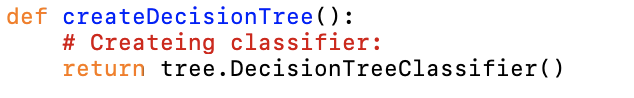 def createDecisionTree():
    # Createing classifier:
    return tree.DecisionTreeClassifier()